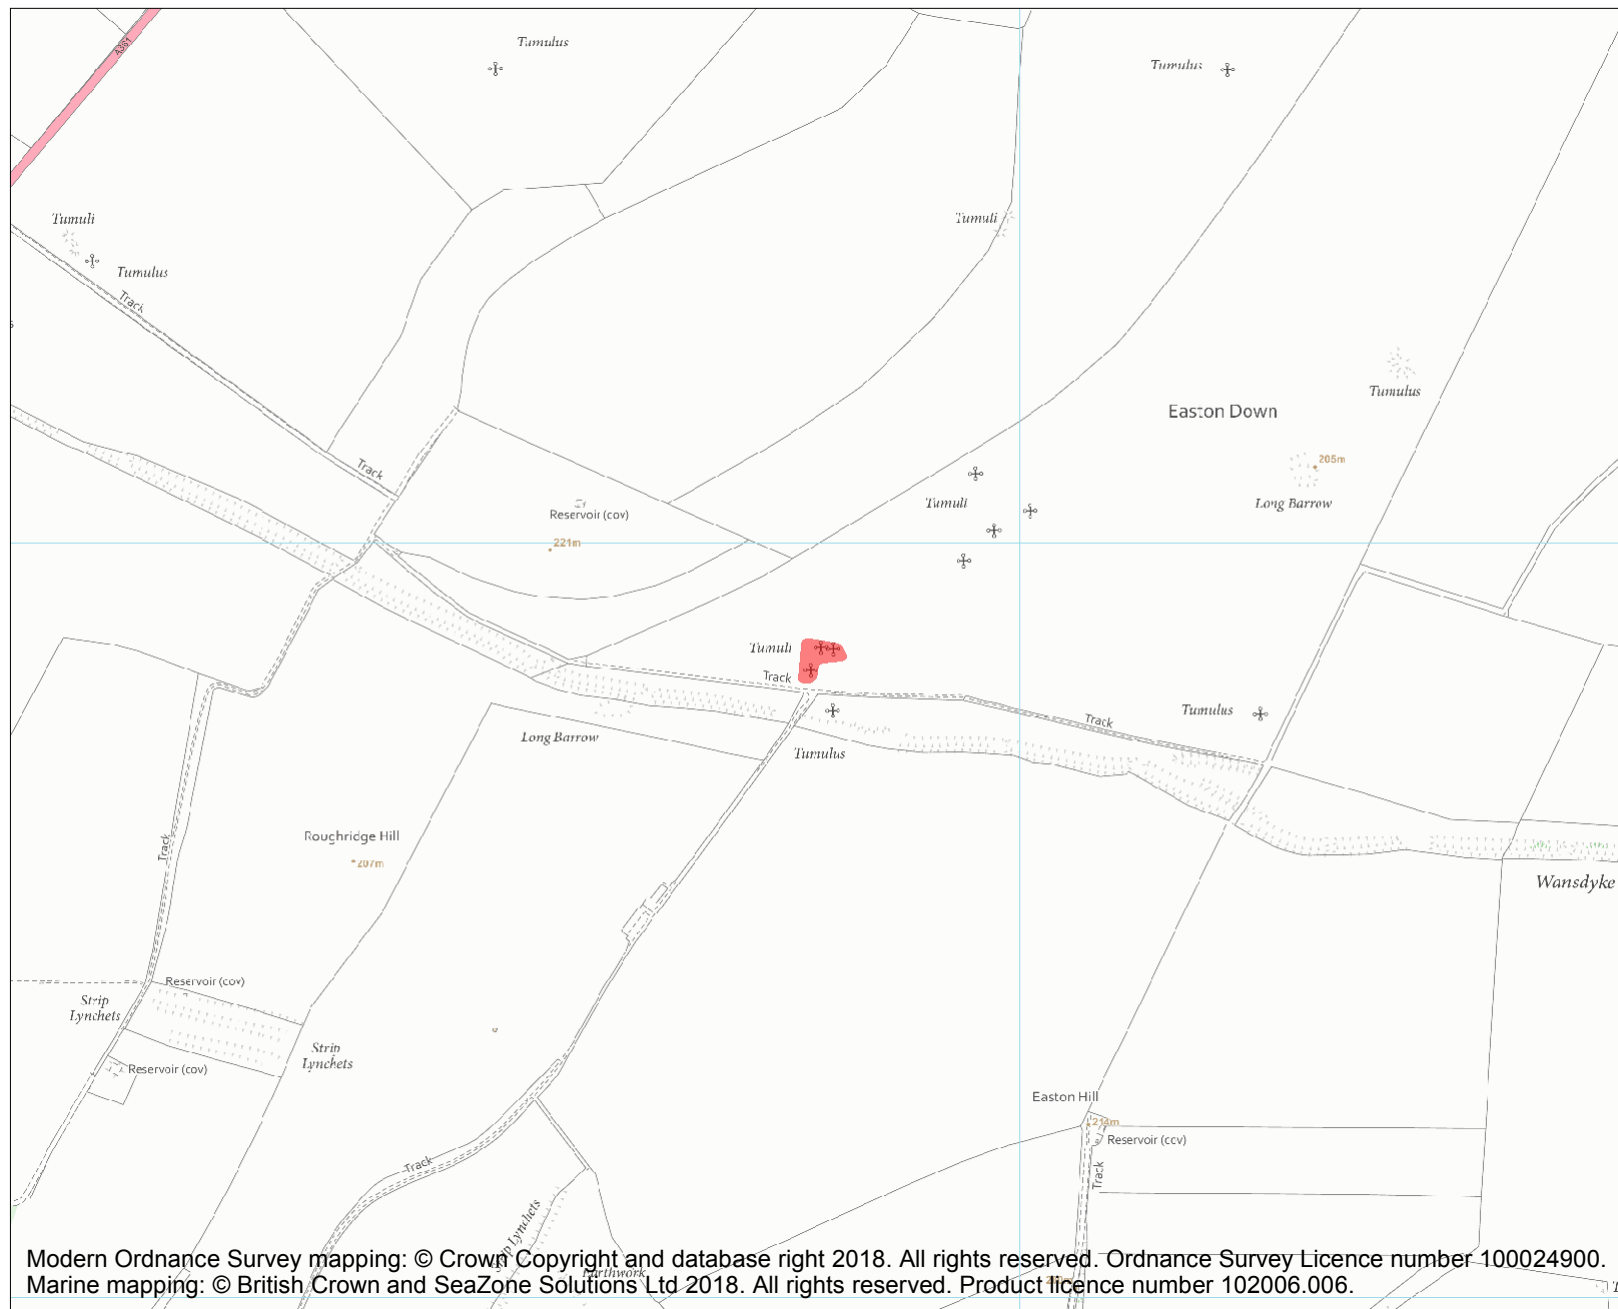 A361
Tumulus
Tumulus
Tumuli
Tumulus
Track
Tumuli
Tumulus
Easton Down
205m
Long Barrow
Track
Reservoir (cov)
221m
Tumuli
Tumuli
Track
Tumulus
Track
Long Barrow
Tumulus
Roughridge Hill
207m
Track
Wansdyke
Reservoir (cov)
Strip
Lynchets
Strip
Lynchets
Reservoir (cov)
Easton Hill
214m
Reservoir (cov)
Track
Track
Strip Lynchets
Earthwork
Modern Ordnance Survey mapping: © Crown Copyright and database right 2018. All rights reserved. Ordnance Survey Licence number 100024900.
Marine mapping: © British Crown and SeaZone Solutions Ltd 2018. All rights reserved. Product licence number 102006.006.